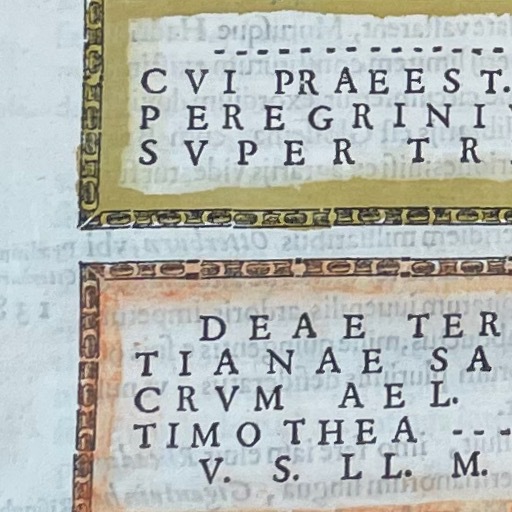 - - - - - - - - - - - - - - - -
CVI PRAEEST.
PEREGRINI
SVPER TR
DEAE TER
TIANAE SA
CRVM AEL.
TIMOTHEA - - -
V. S. LL. M.